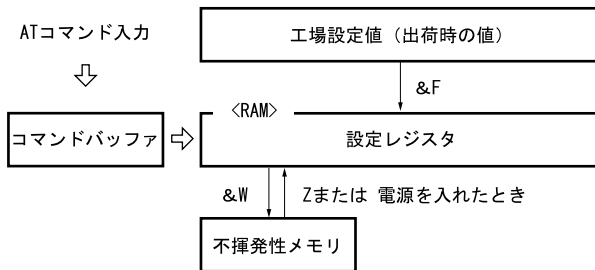 ATコマンド入力
工場設定値（出荷時の値）
&F
<RAM>
コマンドバッファ
設定レジスタ
&W
Zまたは 電源を入れたとき
不揮発性メモリ